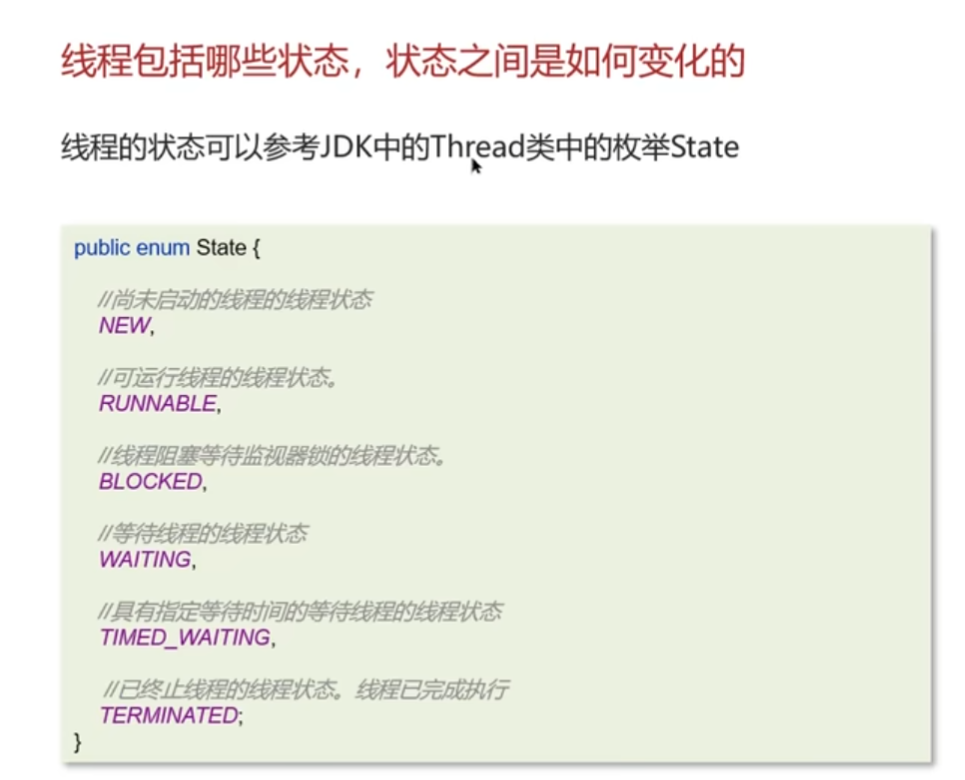 线程包括哪些状态，状态之间是如何变化的
线程的状态可以参考JDK中的Thread类中的枚举State
public enum State {
//尚未启动的线程的线程状态
NEW,
//可运行线程的线程状态。
RUNNABLE,
//线程阻塞等待监视器锁的线程状态。
BLOCKED,
//等待线程的线程状态
WAITING,
//具有指定等待时间的等待线程的线程状态
TIMED_WAITING,
//已终止线程的线程状态。线程已完成执行
TERMINATED;
}